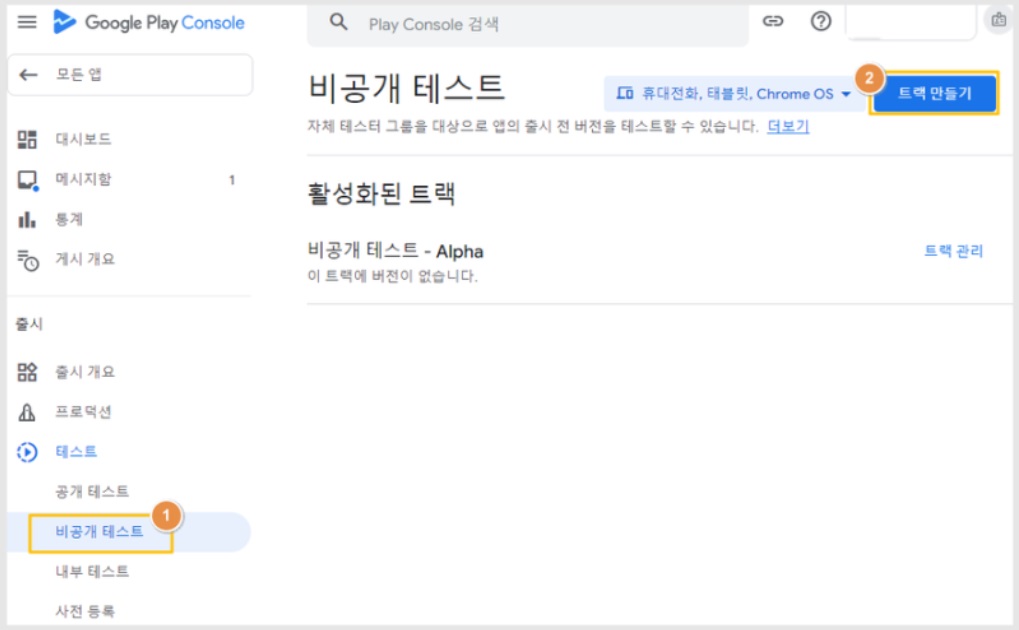 Google Play Console
Play Console 검색
모든 앱
대시보드
메시지함 1
통계
게시 개요
출시
출시 개요
프로덕션
테스트
공개 테스트
비공개 테스트
1
내부 테스트
사전 등록
비공개 테스트
휴대전화, 태블릿, Chrome OS
2
트랙 만들기
자체 테스터 그룹을 대상으로 앱의 출시 전 버전을 테스트할 수 있습니다. 더보기
활성화된 트랙
비공개 테스트 - Alpha
트랙 관리
이 트랙에 버전이 없습니다.